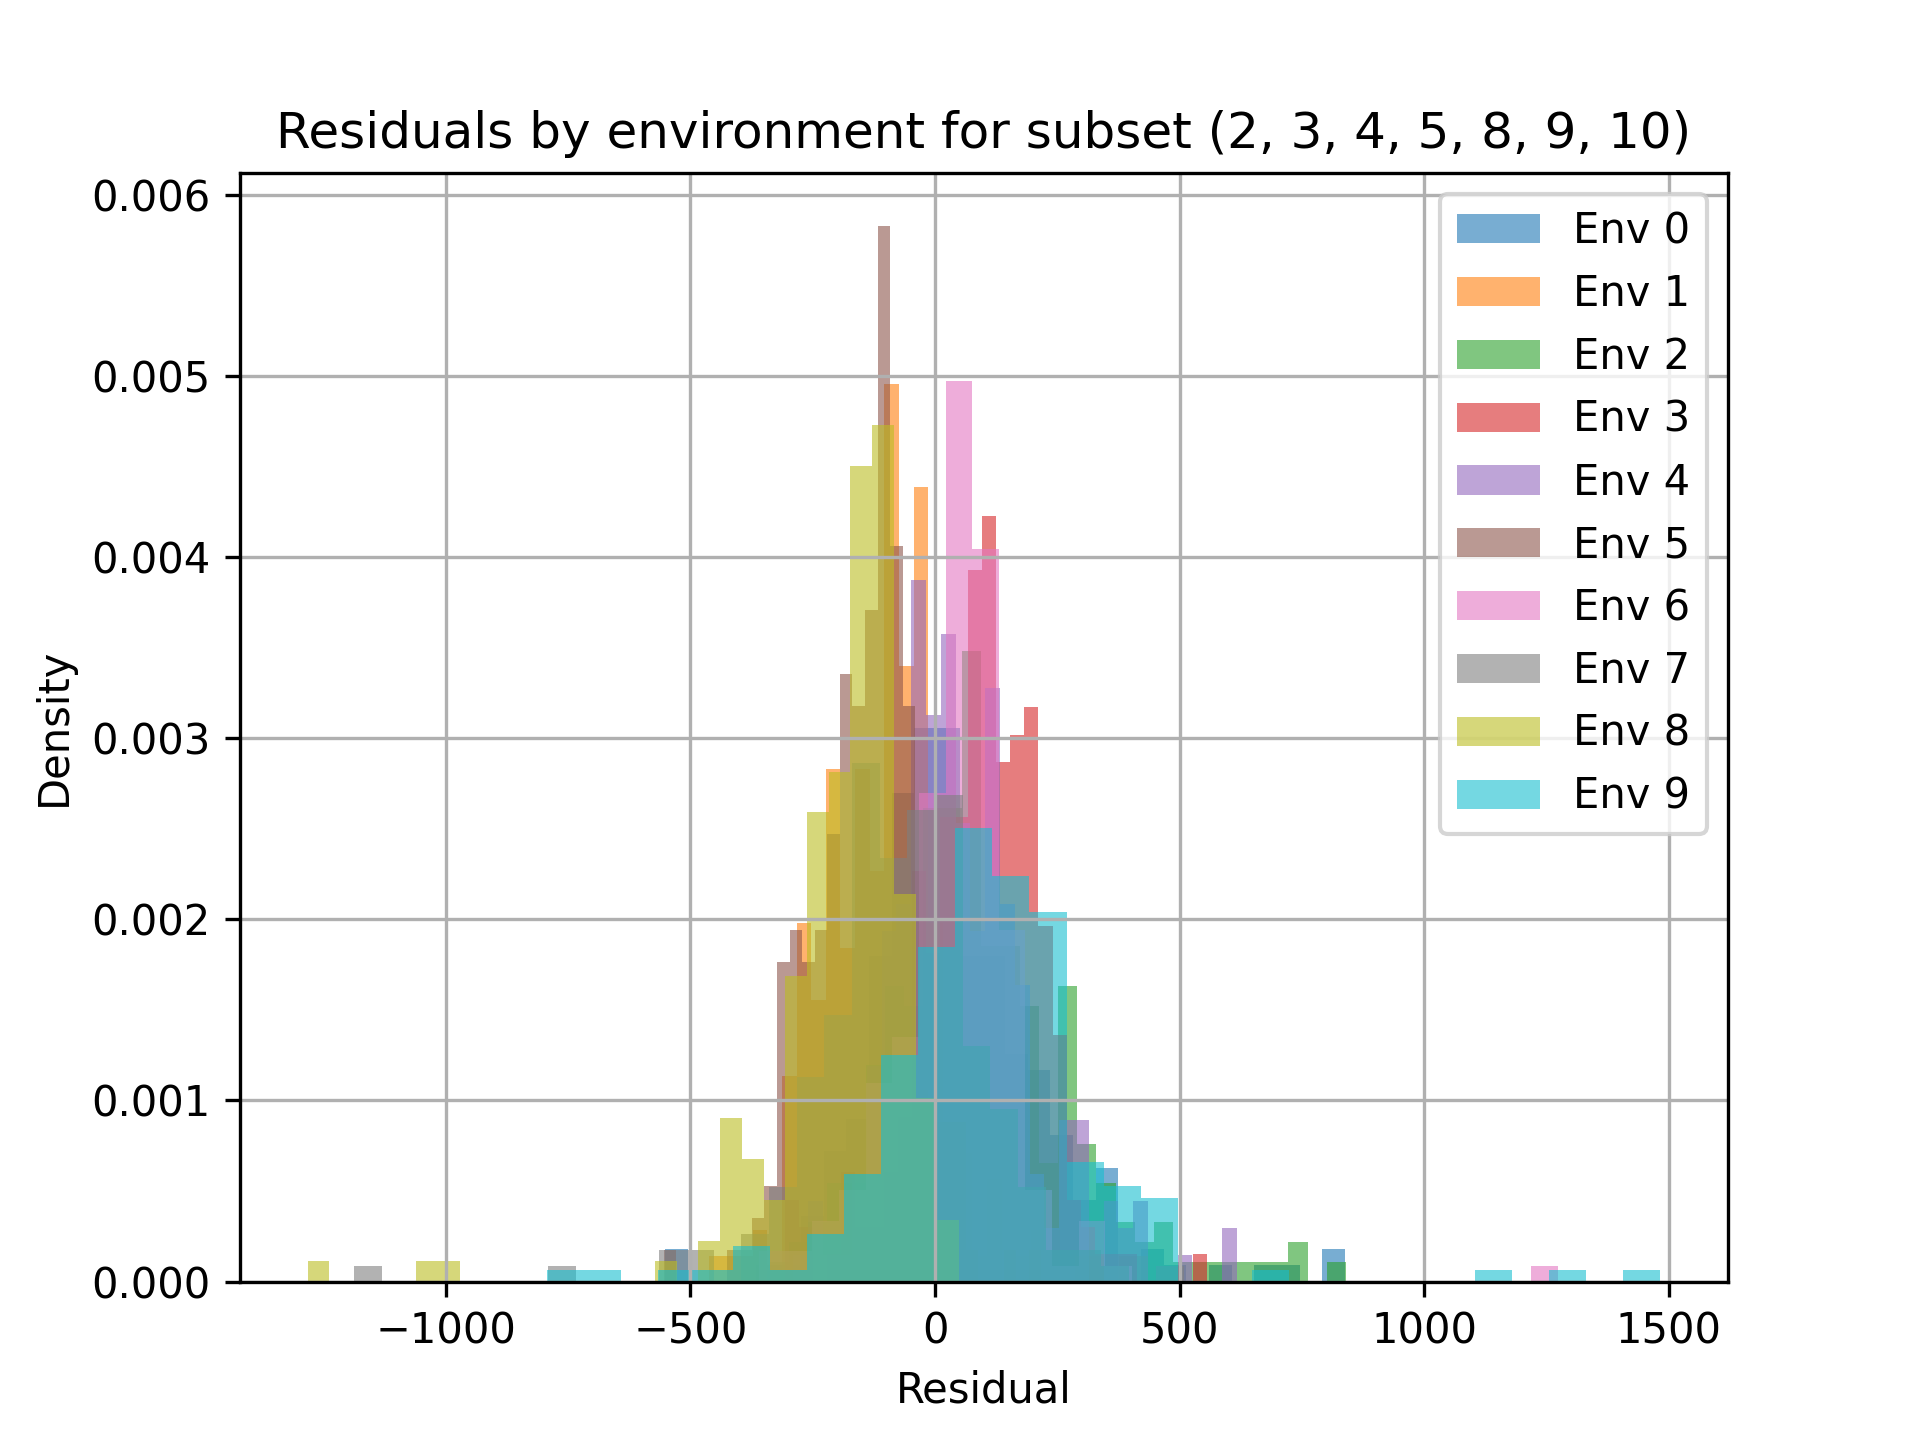 Residuals by environment for subset (2, 3, 4, 5, 8, 9, 10)
0.006
0.005
0.004
0.003
0.002
0.001
0.000
Density
−1000
−500
0
500
1000
1500
Residual
Env 0
Env 1
Env 2
Env 3
Env 4
Env 5
Env 6
Env 7
Env 8
Env 9